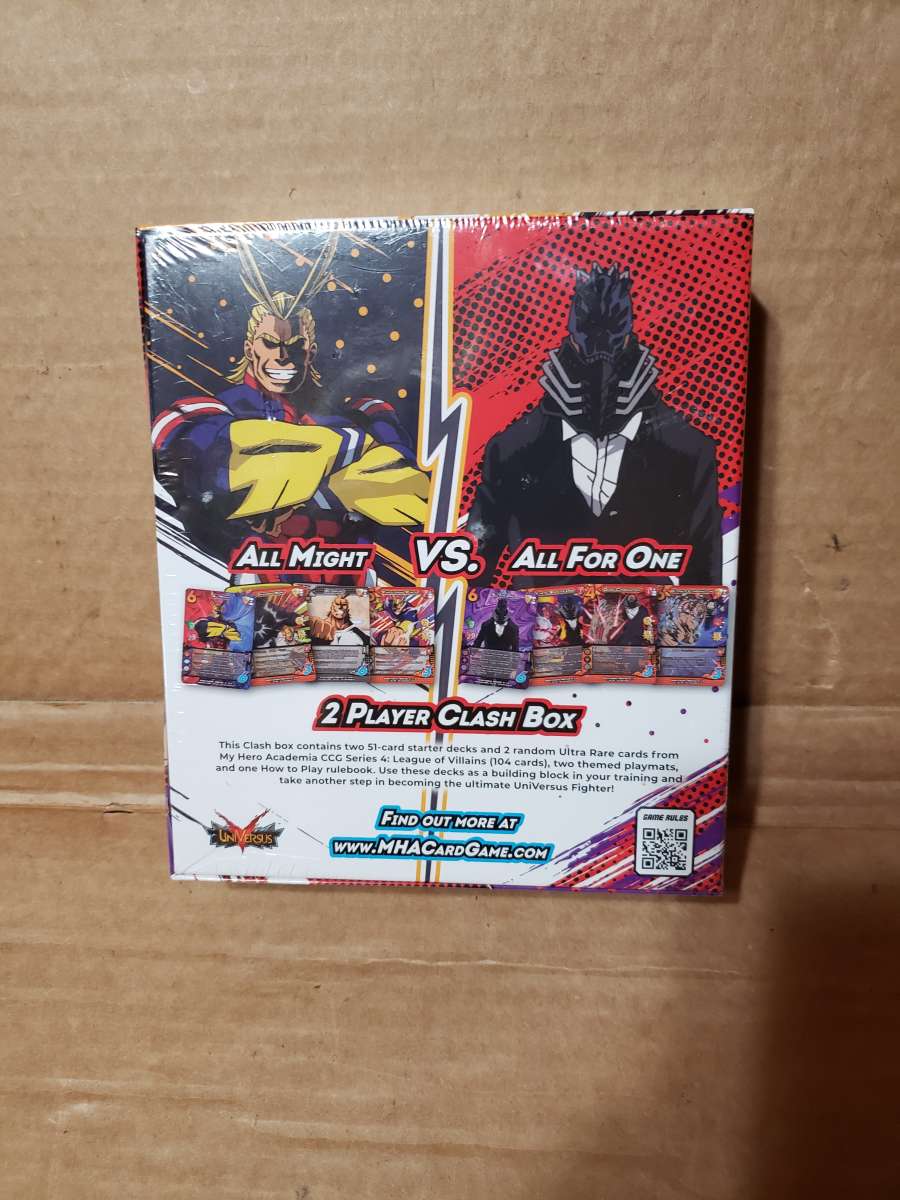 All Might
VS.
All For One
6
6
4
2 Player Clash Box
This Clash box contains two 51-card starter decks and 2 random Ultra Rare cards from
My Hero Academia CCG Series 4: League of Villains (104 cards), two themed playmats,
and one How to Play rulebook. Use these decks as a building block in your training and
take another step in becoming the ultimate UniVersus Fighter!
Find out more at
www.MHACardGame.com
UniVersus
Game Rules